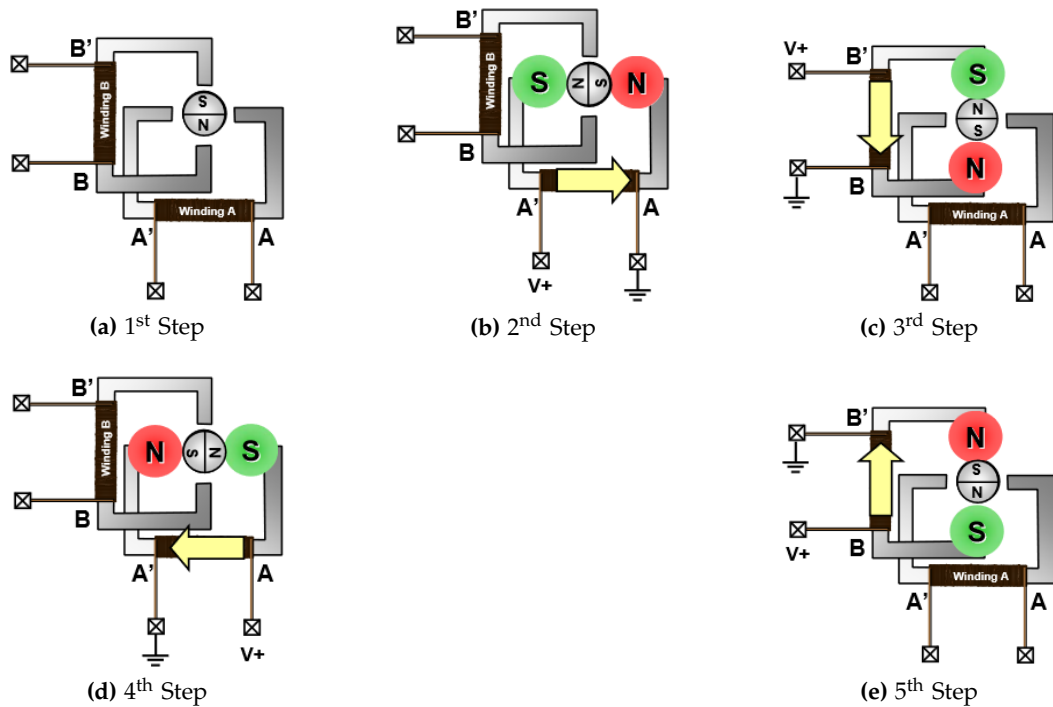 B'
Winding B
S
N
B
Winding A
A'
A
(a) 1st Step
B'
Winding B
S
N
S
N
B
A'
A
V+
(b) 2nd Step
V+
B'
S
N
S
N
B
Winding A
A'
A
(c) 3rd Step
B'
Winding B
N
S
N
S
B
A'
A
V+
(d) 4th Step
B'
N
S
N
S
V+
B
Winding A
A'
A
(e) 5th Step